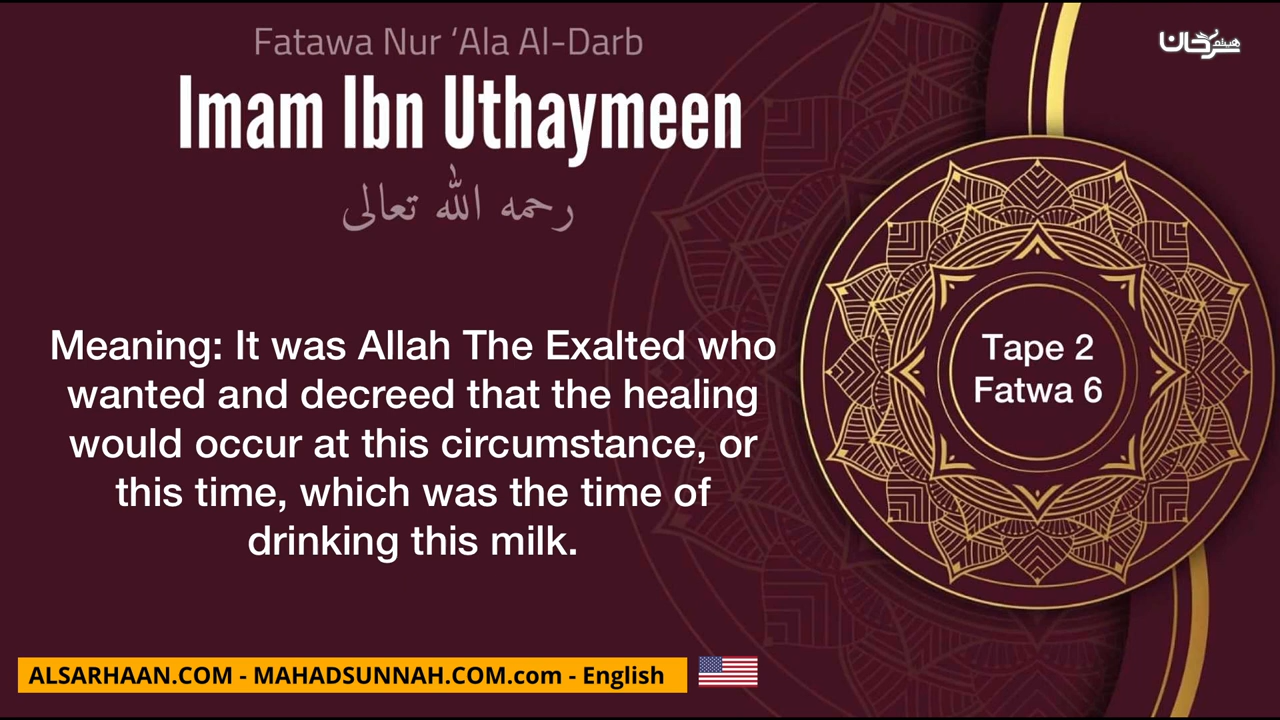 Fatawa Nur ‘Ala Al-Darb
هيثم سرحان
Imam Ibn Uthaymeen
رحمه الله تعالى
Meaning: It was Allah The Exalted who
wanted and decreed that the healing
would occur at this circumstance, or
this time, which was the time of
drinking this milk.
Tape 2
Fatwa 6
ALSARHAAN.COM - MAHADSUNNAH.COM.com - English